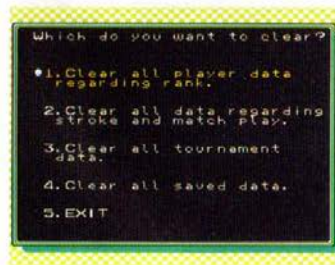 Which do you want to clear?
1.Clear all player data
regarding rank.
2.Clear all data regarding
stroke and match play.
3.Clear all tournament
data.
4.Clear all saved data.
5.EXIT